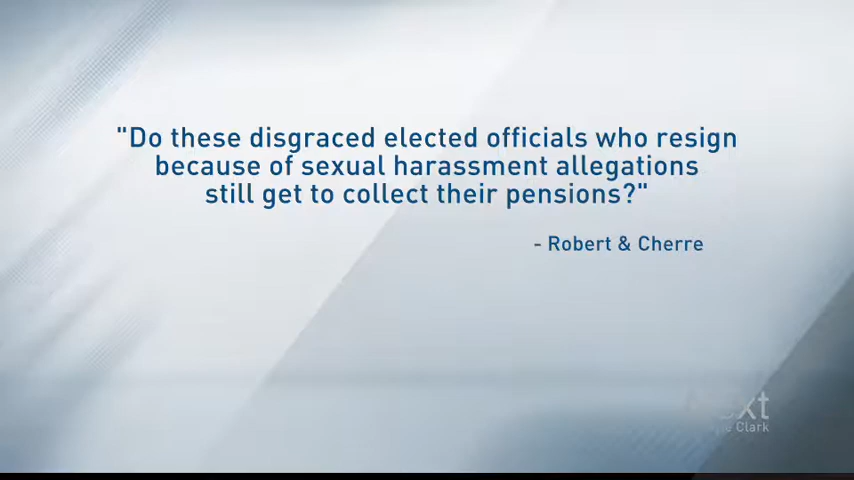 "Do these disgraced elected officials who resign
because of sexual harassment allegations
still get to collect their pensions?"
- Robert & Cherre
Clark